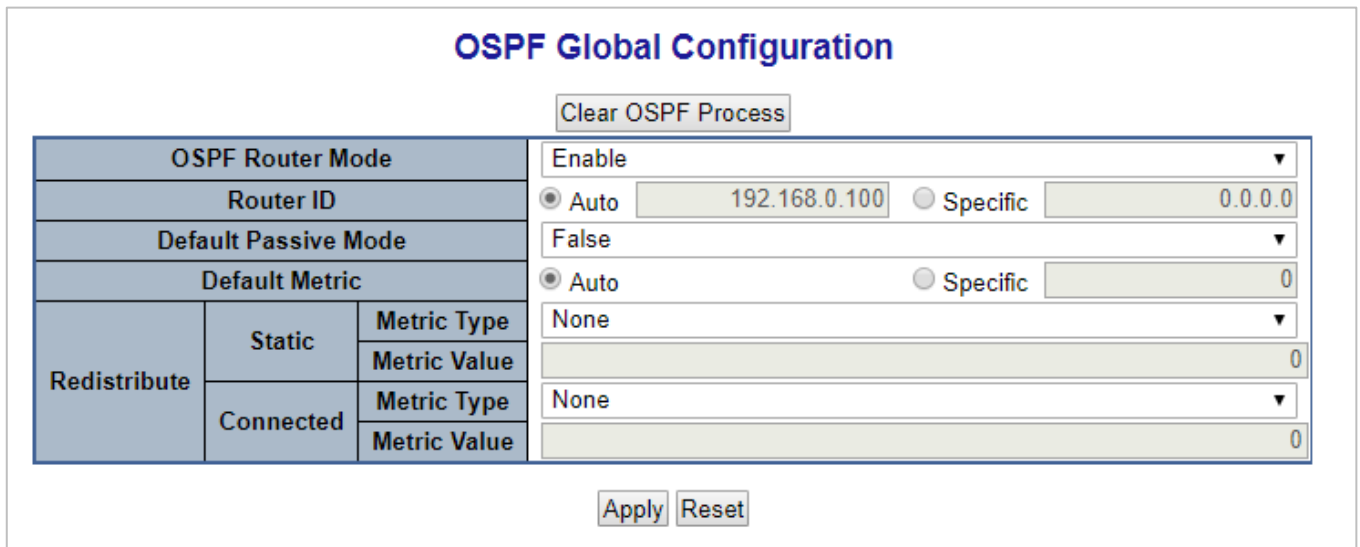 OSPF Global Configuration
Clear OSPF Process
OSPF Router Mode Enable
Router ID Auto 192.168.0.100 Specific 0.0.0.0
Default Passive Mode False
Default Metric Auto Specific 0
Redistribute Static Metric Type None
Metric Value 0
Connected Metric Type None
Metric Value 0
Apply Reset